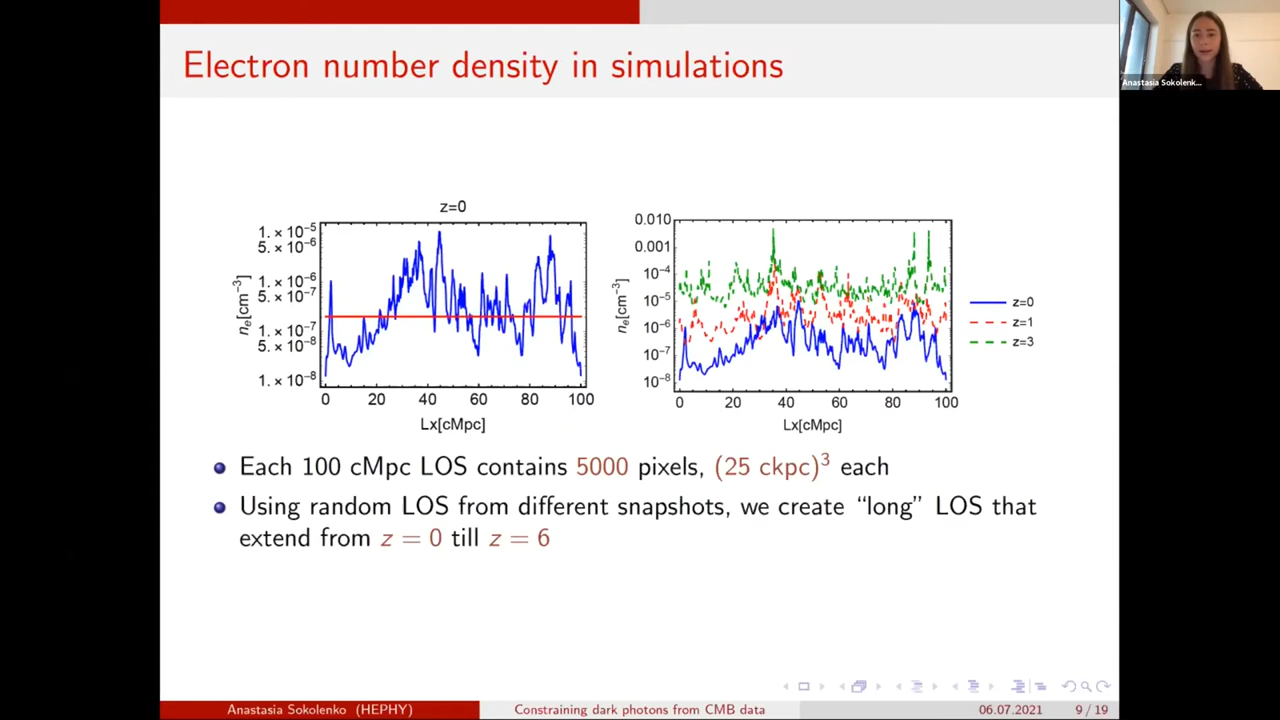 Electron number density in simulations
Anastasia Sokolenk...
z=0
1. × 10⁻⁵
5. × 10⁻⁶
1. × 10⁻⁶
5. × 10⁻⁷
1. × 10⁻⁷
5. × 10⁻⁸
1. × 10⁻⁸
nₑ[cm⁻³]
0 20 40 60 80 100
Lx[cMpc]
0.010
0.001
10⁻⁴
10⁻⁵
10⁻⁶
10⁻⁷
10⁻⁸
nₑ[cm⁻³]
0 20 40 60 80 100
Lx[cMpc]
z=0
z=1
z=3
Each 100 cMpc LOS contains 5000 pixels, (25 ckpc)³ each
Using random LOS from different snapshots, we create “long” LOS that
extend from z = 0 till z = 6
Anastasia Sokolenko (HEPHY) Constraining dark photons from CMB data 06.07.2021 9 / 19